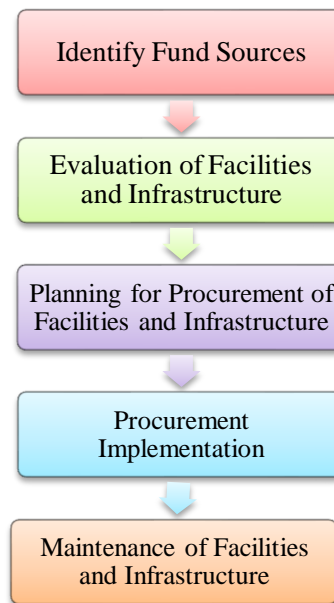 Identify Fund Sources
Evaluation of Facilities
and Infrastructure
Planning for Procurement of
Facilities and Infrastructure
Procurement
Implementation
Maintenance of Facilities
and Infrastructure